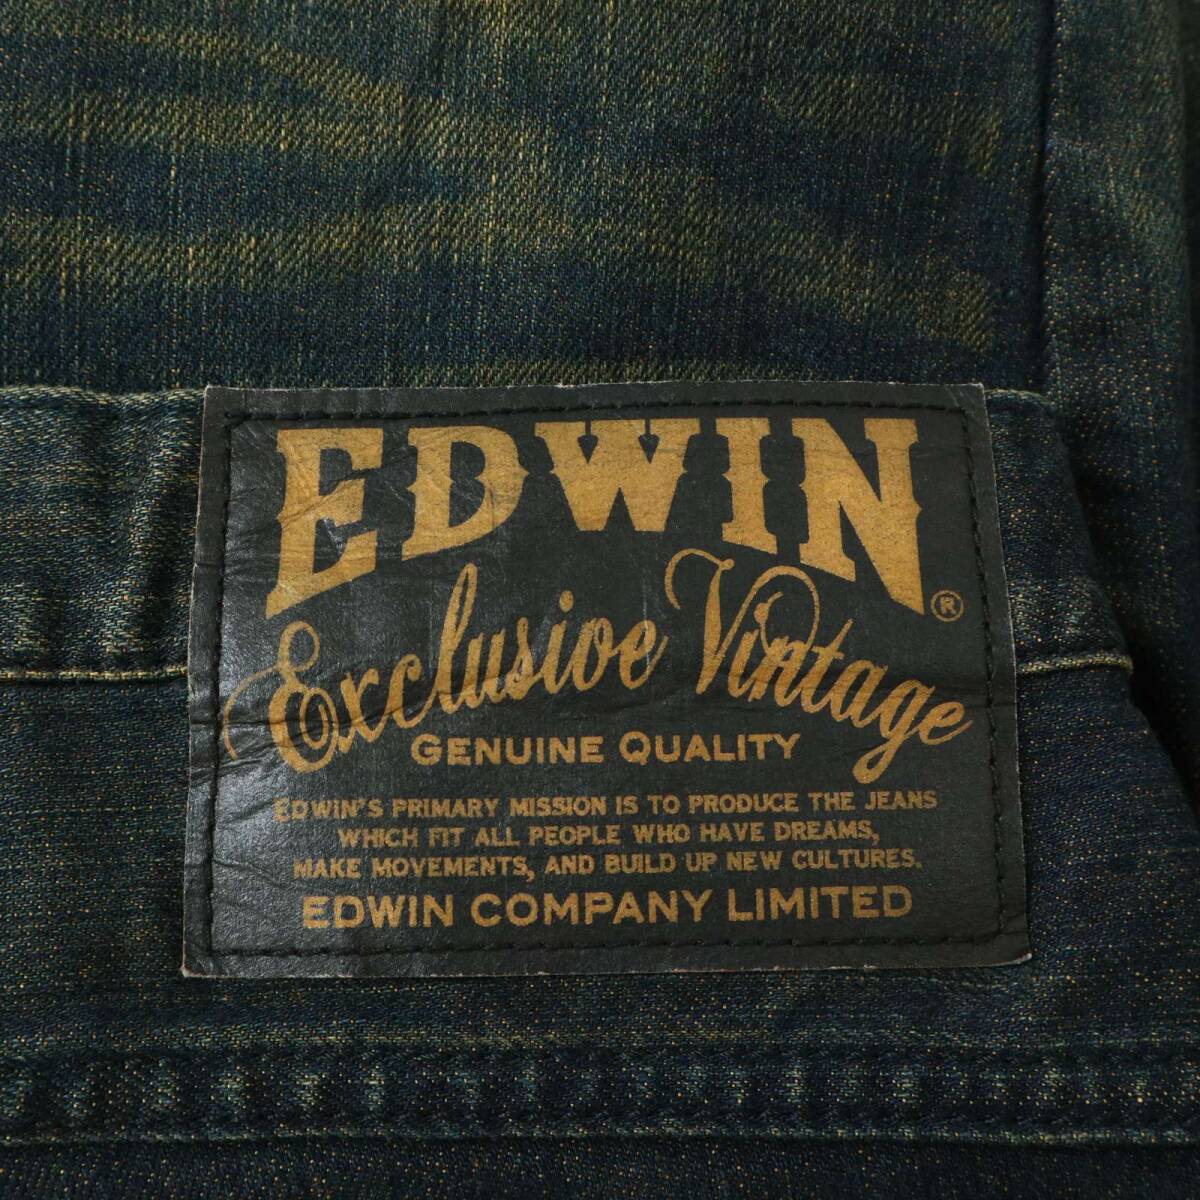 EDWIN®
Exclusive Vintage
GENUINE QUALITY
EDWIN'S PRIMARY MISSION IS TO PRODUCE THE JEANS
WHICH FIT ALL PEOPLE WHO HAVE DREAMS,
MAKE MOVEMENTS, AND BUILD UP NEW CULTURES.
EDWIN COMPANY LIMITED